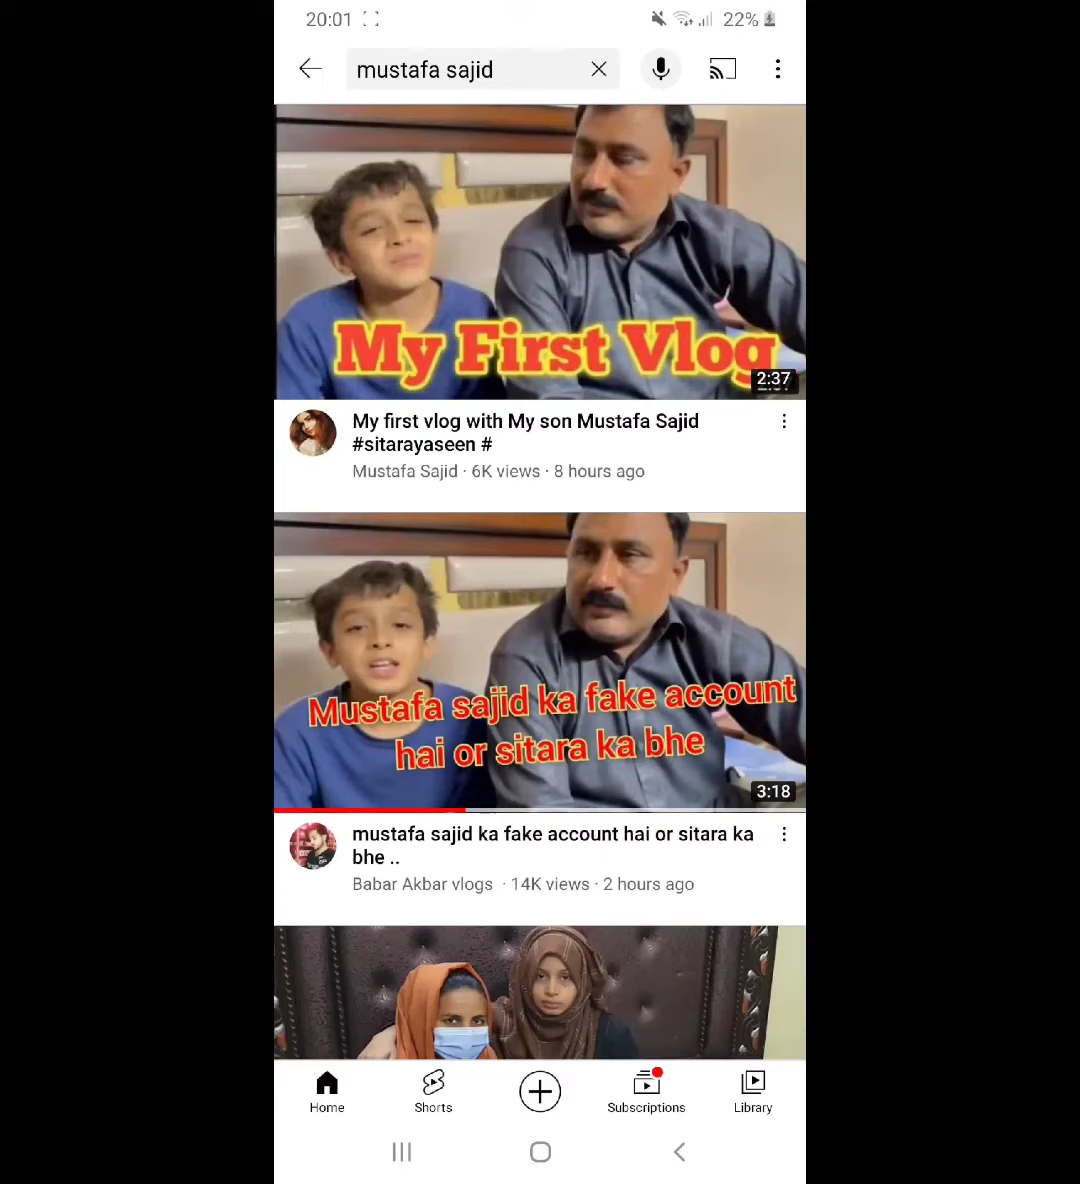 20:01
22%
mustafa sajid
My First Vlog
2:37
My first vlog with My son Mustafa Sajid
#sitarayaseen #
Mustafa Sajid · 6K views · 8 hours ago
Mustafa sajid ka fake account
hai or sitara ka bhe
3:18
mustafa sajid ka fake account hai or sitara ka
bhe ..
Babar Akbar vlogs · 14K views · 2 hours ago
Home
Shorts
Subscriptions
Library